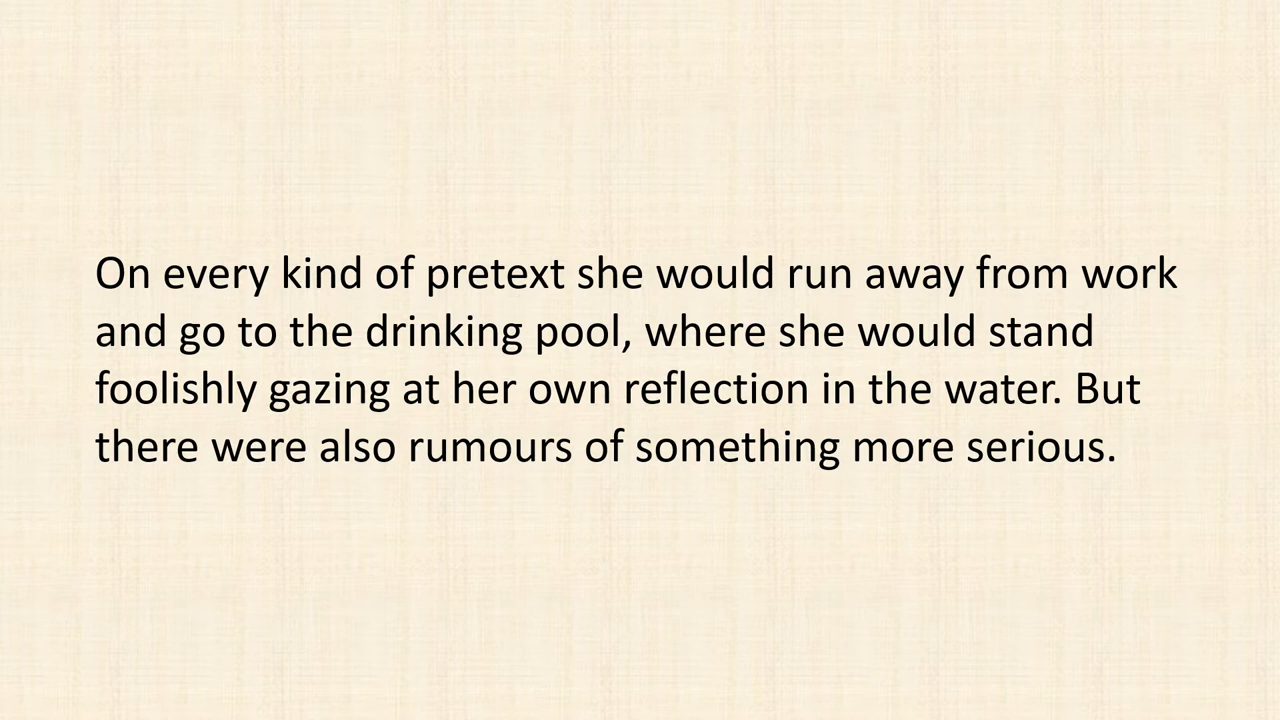 On every kind of pretext she would run away from work
and go to the drinking pool, where she would stand
foolishly gazing at her own reflection in the water. But
there were also rumours of something more serious.